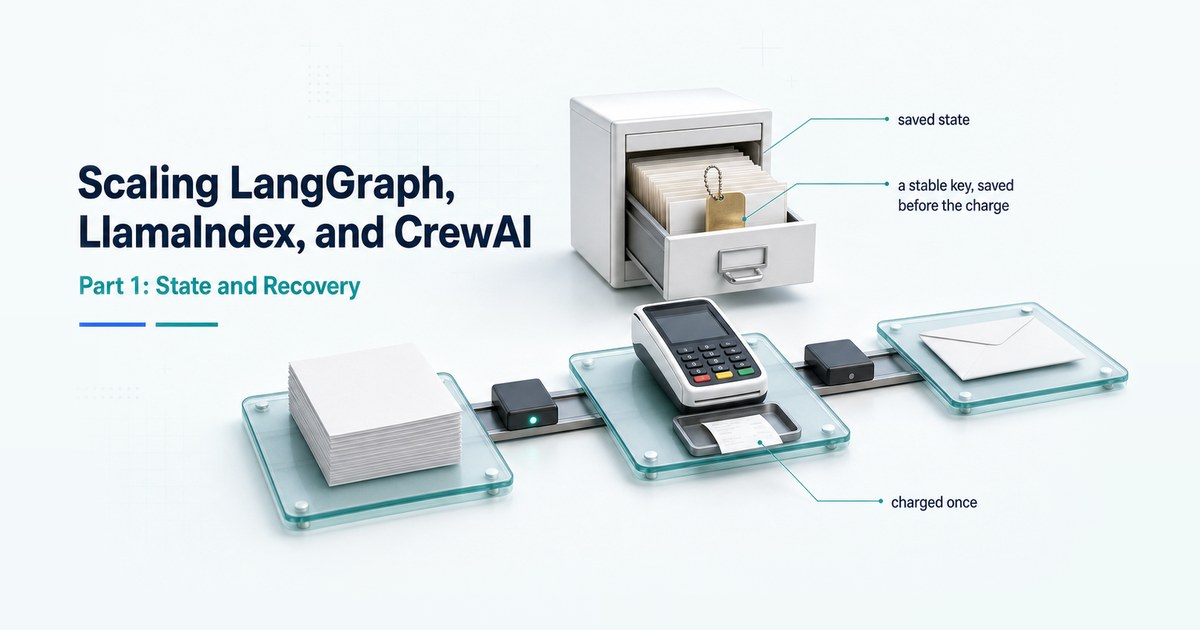 Scaling LangGraph,
LlamaIndex, and CrewAI
Part 1: State and Recovery
saved state
a stable key, saved
before the charge
charged once